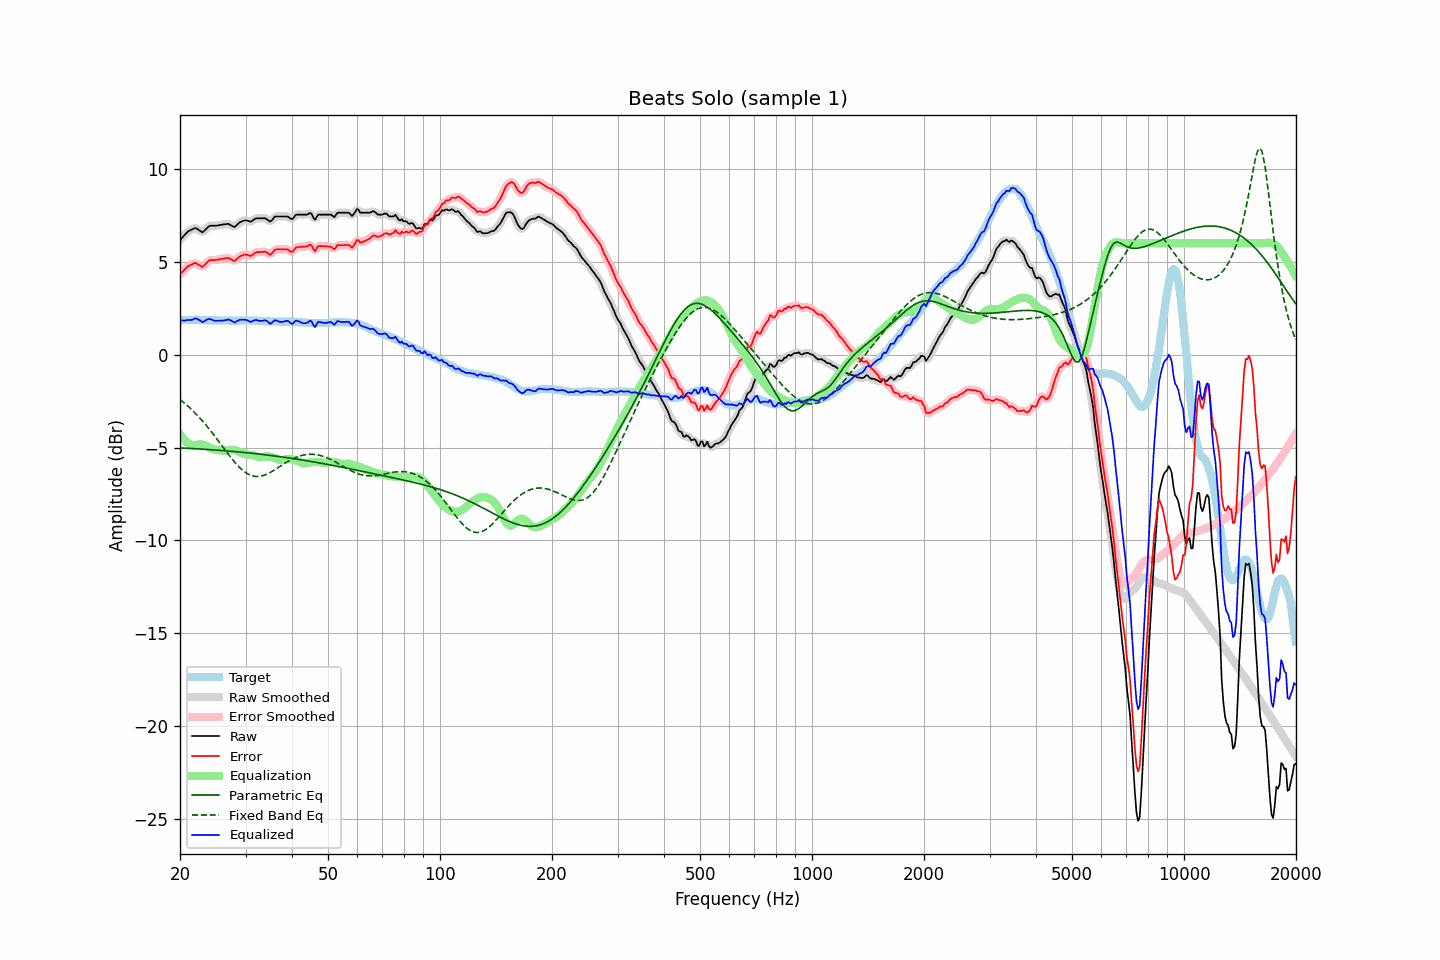 Beats Solo (sample 1)
Amplitude (dBr)
10
5
0
−5
−10
−15
−20
−25
Target
Raw Smoothed
Error Smoothed
Raw
Error
Equalization
Parametric Eq
Fixed Band Eq
Equalized
20 50 100 200 500 1000 2000 5000 10000 20000
Frequency (Hz)